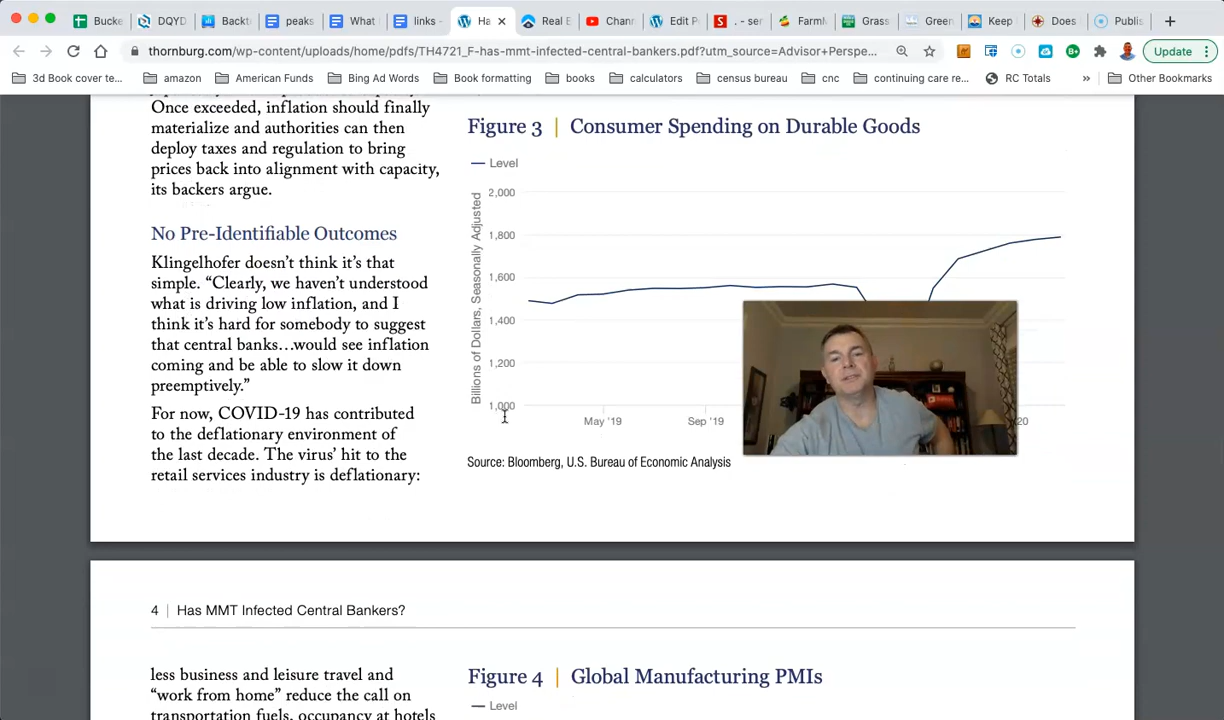 Bucke
DQYD
Backt
peaks
What
links -
Ha
Real E
Chann
Edit P
. - ser
FarmM
Grass
Green
Keep
Does
Publis
thornburg.com/wp-content/uploads/home/pdfs/TH4721_F-has-mmt-infected-central-bankers.pdf?utm_source=Advisor+Perspe...
Update
3d Book cover te...
amazon
American Funds
Bing Ad Words
Book formatting
books
calculators
census bureau
cnc
continuing care re...
RC Totals
»
Other Bookmarks
Once exceeded, inflation should finally
materialize and authorities can then
deploy taxes and regulation to bring
prices back into alignment with capacity,
its backers argue.
No Pre-Identifiable Outcomes
Klingelhofer doesn't think it's that
simple. “Clearly, we haven't understood
what is driving low inflation, and I
think it's hard for somebody to suggest
that central banks…would see inflation
coming and be able to slow it down
preemptively.”
For now, COVID-19 has contributed
to the deflationary environment of
the last decade. The virus' hit to the
retail services industry is deflationary:
Figure 3 | Consumer Spending on Durable Goods
Level
Billions of Dollars, Seasonally Adjusted
2,000
1,800
1,600
1,400
1,200
1,000
May '19
Sep '19
20
Source: Bloomberg, U.S. Bureau of Economic Analysis
4 | Has MMT Infected Central Bankers?
less business and leisure travel and
“work from home” reduce the call on
transportation fuels, occupancy at hotels
Figure 4 | Global Manufacturing PMIs
Level